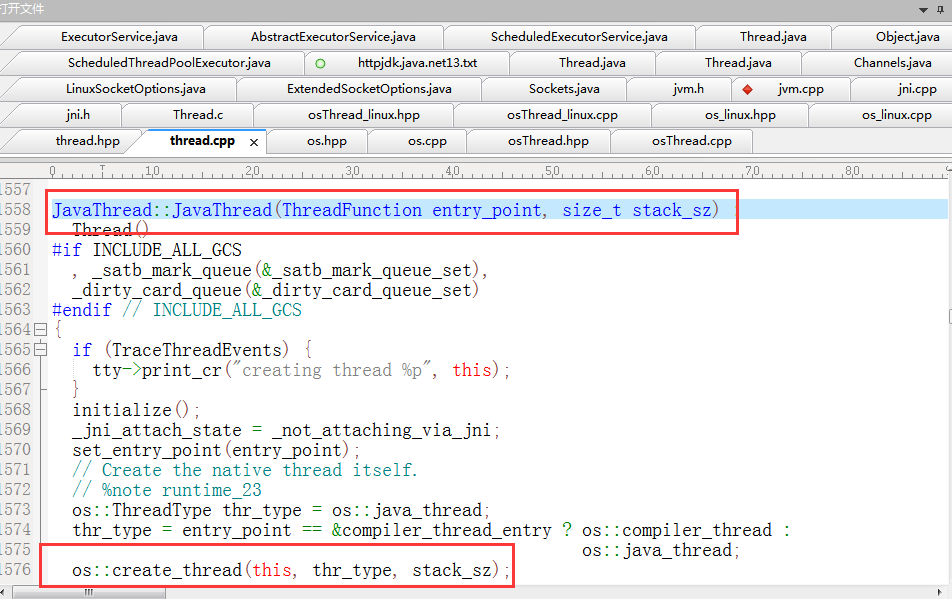 打开文件
ExecutorService.java AbstractExecutorService.java ScheduledExecutorService.java Thread.java Object.java
ScheduledThreadPoolExecutor.java httpjdk.java.net13.txt Thread.java Thread.java Channels.java
LinuxSocketOptions.java ExtendedSocketOptions.java Sockets.java jvm.h jvm.cpp jni.cpp
jni.h Thread.c osThread_linux.hpp osThread_linux.cpp os_linux.hpp os_linux.cpp
thread.hpp thread.cpp x os.hpp os.cpp osThread.hpp osThread.cpp
0 10 20 30 40 50 60 70 80
1557
1558 JavaThread::JavaThread(ThreadFunction entry_point, size_t stack_sz)
1559 Thread()
1560 #if INCLUDE_ALL_GCS
1561 , _satb_mark_queue(&_satb_mark_queue_set),
1562 _dirty_card_queue(&_dirty_card_queue_set)
1563 #endif // INCLUDE_ALL_GCS
1564 {
1565 if (TraceThreadEvents) {
1566 tty->print_cr("creating thread %p", this);
1567 }
1568 initialize();
1569 _jni_attach_state = _not_attaching_via_jni;
1570 set_entry_point(entry_point);
1571 // Create the native thread itself.
1572 // %note runtime_23
1573 os::ThreadType thr_type = os::java_thread;
1574 thr_type = entry_point == &compiler_thread_entry ? os::compiler_thread :
1575 os::java_thread;
1576 os::create_thread(this, thr_type, stack_sz);